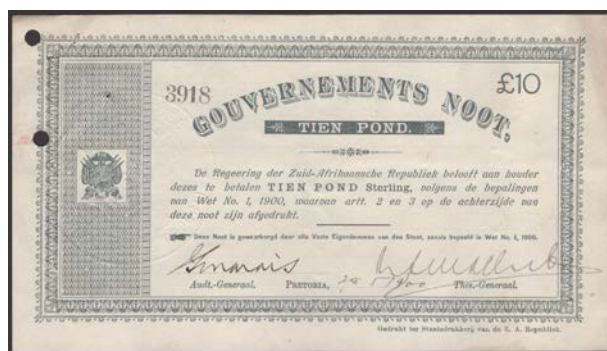 3918
£10
GOUVERNEMENTS NOOT,
TIEN POND.
De Regeering der Zuid-Afrikaansche Republiek belooft aan houder
dezes te betalen TIEN POND Sterling, volgens de bepalingen
van Wet No. 1, 1900, waarvan artt. 2 en 3 op de achterzijde van
deze noot zijn afgedrukt.
Deze Noot is gewaarborgd door alle Vaste Eigendommen van den Staat, zooals bepaald in Wet No. 1, 1900.
Audt.-Generaal. PRETORIA, 28 5 1900 Thes.-Generaal.
Gedrukt ter Staatsdrukkerij van de Z. A. Republiek.